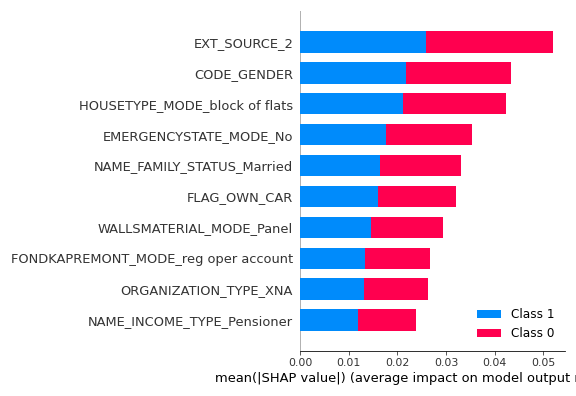 EXT_SOURCE_2
CODE_GENDER
HOUSETYPE_MODE_block of flats
EMERGENCYSTATE_MODE_No
NAME_FAMILY_STATUS_Married
FLAG_OWN_CAR
WALLSMATERIAL_MODE_Panel
FONDKAPREMONT_MODE_reg oper account
ORGANIZATION_TYPE_XNA
NAME_INCOME_TYPE_Pensioner
Class 1
Class 0
0.00 0.01 0.02 0.03 0.04 0.05
mean(|SHAP value|) (average impact on model output